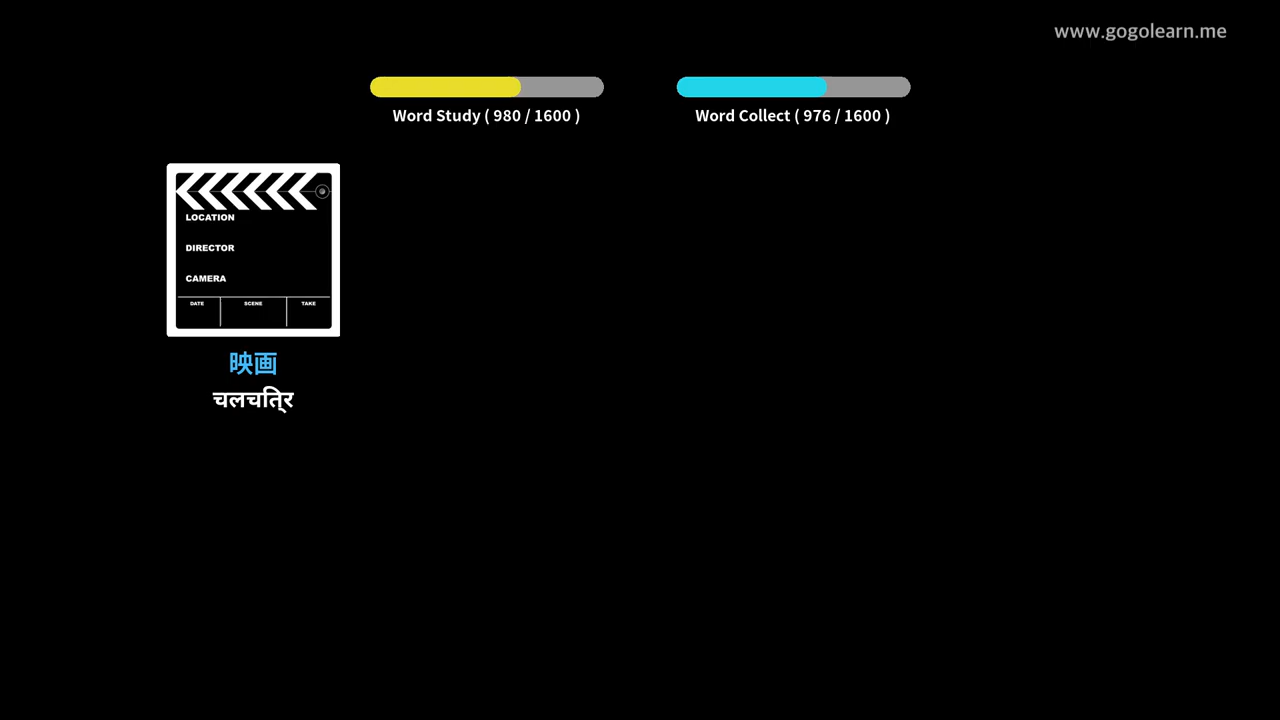 www.gogolearn.me
Word Study ( 980 / 1600 )
Word Collect ( 976 / 1600 )
LOCATION
DIRECTOR
CAMERA
DATE
SCENE
TAKE
映画
चलचित्र